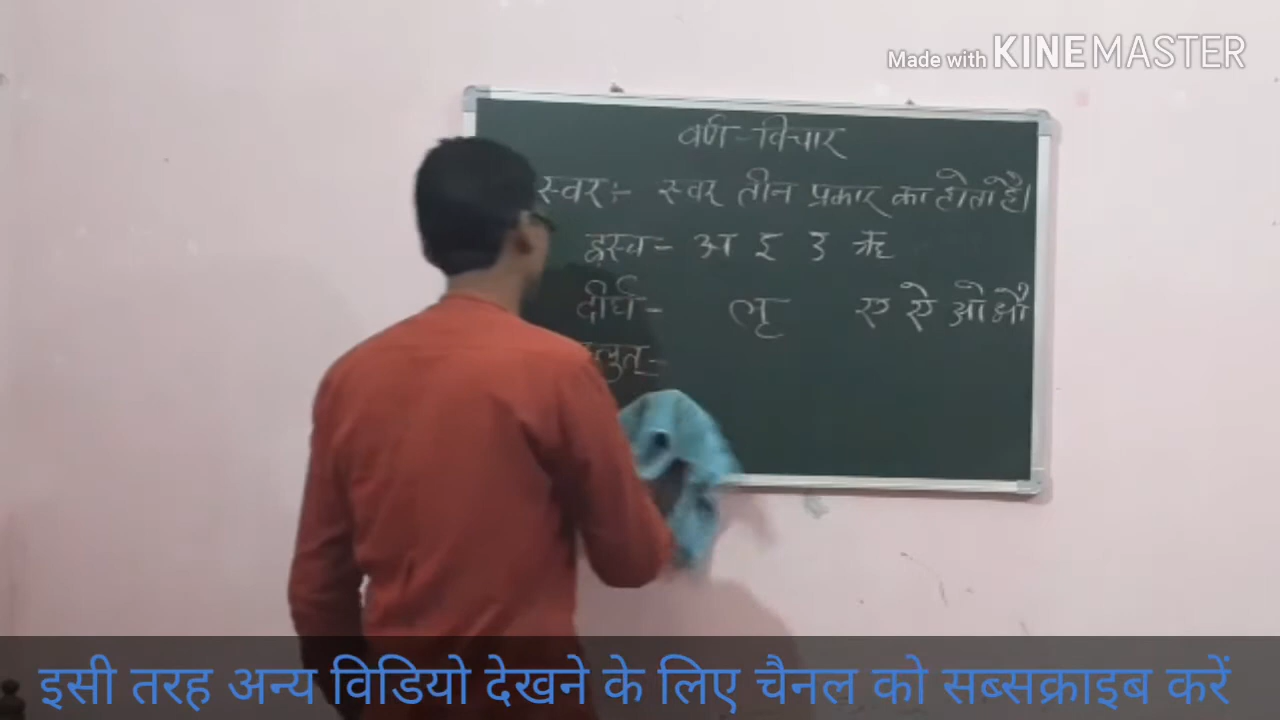 Made with KINEMASTER
वर्ण-विचार
स्वर:- स्वर तीन प्रकार का होता है।
ह्रस्व- अ इ उ ऋ
दीर्घ- लृ ए ऐ ओ औ
प्लुत्-
इसी तरह अन्य विडियो देखने के लिए चैनल को सब्सक्राइब करें